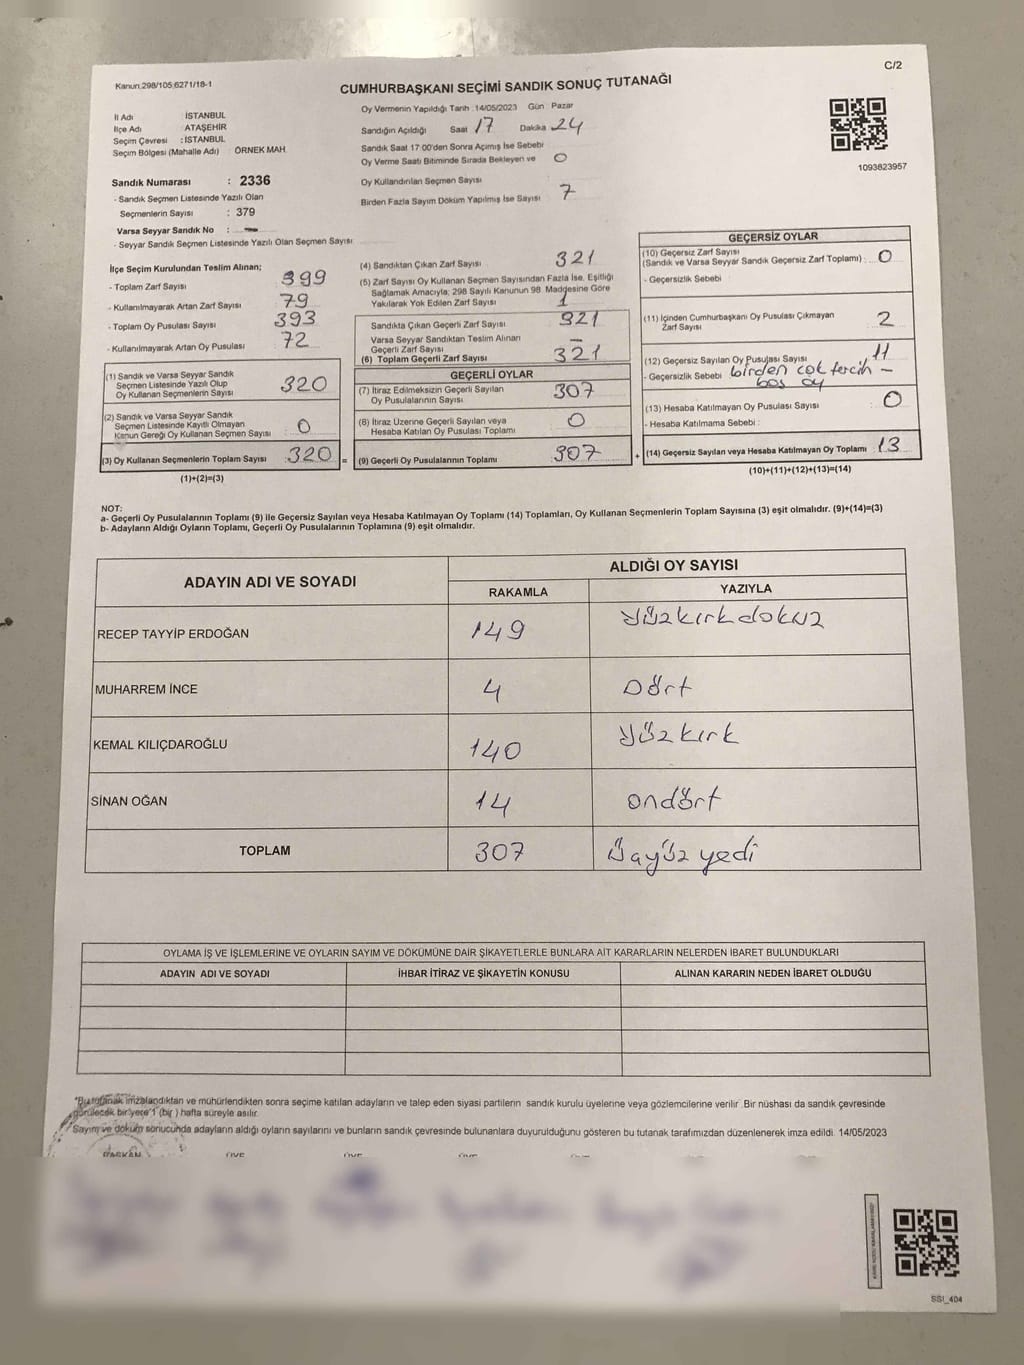 C/2
Kanun:298/105,6271/18-1
CUMHURBAŞKANI SEÇİMİ SANDIK SONUÇ TUTANAĞI
İl Adı : İSTANBUL
İlçe Adı : ATAŞEHİR
Seçim Çevresi : İSTANBUL
Seçim Bölgesi (Mahalle Adı) ÖRNEK MAH.
Sandık Numarası : 2336
- Sandık Seçmen Listesinde Yazılı Olan
Seçmenlerin Sayısı : 379
Varsa Seyyar Sandık No : -
- Seyyar Sandık Seçmen Listesinde Yazılı Olan Seçmen Sayısı
Oy Vermenin Yapıldığı Tarih :14/05/2023 Gün Pazar
Sandığın Açıldığı Saat 17 Dakika 24
Sandık Saat 17:00'den Sonra Açımış İse Sebebi
Oy Verme Saati Bitiminde Sırada Bekleyen ve 0
Oy Kullandırılan Seçmen Sayısı
Birden Fazla Sayım Döküm Yapılmış İse Sayısı 7
1093623957
İlçe Seçim Kurulundan Teslim Alınan;
- Toplam Zarf Sayısı 399
- Kullanılmayarak Artan Zarf Sayısı 79
- Toplam Oy Pusulası Sayısı 393
- Kullanılmayarak Artan Oy Pusulası 72
(1) Sandık ve Varsa Seyyar Sandık
Seçmen Listesinde Yazılı Olup
Oy Kullanan Seçmenlerin Sayısı 320
(2) Sandık ve Varsa Seyyar Sandık
Seçmen Listesinde Kayıtlı Olmayan
Kanun Gereği Oy Kullanan Seçmen Sayısı 0
(3) Oy Kullanan Seçmenlerin Toplam Sayısı 320 =
(1)+(2)=(3)
(4) Sandıktan Çıkan Zarf Sayısı 321
(5) Zarf Sayısı Oy Kullanan Seçmen Sayısından Fazla İse, Eşitliği
Sağlamak Amacıyla; 298 Sayılı Kanunun 98. Maddesine Göre
Yakılarak Yok Edilen Zarf Sayısı 1
Sandıkta Çıkan Geçerli Zarf Sayısı 321
Varsa Seyyar Sandıktan Teslim Alınan
Geçerli Zarf Sayısı -
(6) Toplam Geçerli Zarf Sayısı 321
GEÇERLİ OYLAR
(7) İtiraz Edilmeksizin Geçerli Sayılan
Oy Pusulalarının Sayısı 307
(8) İtiraz Üzerine Geçerli Sayılan veya
Hesaba Katılan Oy Pusulası Toplamı 0
(9) Geçerli Oy Pusulalarının Toplamı 307 +
GEÇERSİZ OYLAR
(10) Geçersiz Zarf Sayısı
(Sandık ve Varsa Seyyar Sandık Geçersiz Zarf Toplamı) : 0
- Geçersizlik Sebebi :
(11) İçinden Cumhurbaşkanı Oy Pusulası Çıkmayan
Zarf Sayısı 2
(12) Geçersiz Sayılan Oy Pusulası Sayısı 11
- Geçersizlik Sebebi birden çok tercih -
boş oy
(13) Hesaba Katılmayan Oy Pusulası Sayısı 0
- Hesaba Katılmama Sebebi :
(14) Geçersiz Sayılan veya Hesaba Katılmayan Oy Toplamı : 13
(10)+(11)+(12)+(13)=(14)
NOT:
a- Geçerli Oy Pusulalarının Toplamı (9) ile Geçersiz Sayılan veya Hesaba Katılmayan Oy Toplamı (14) Toplamları, Oy Kullanan Seçmenlerin Toplam Sayısına (3) eşit olmalıdır. (9)+(14)=(3)
b- Adayların Aldığı Oyların Toplamı, Geçerli Oy Pusulalarının Toplamına (9) eşit olmalıdır.
ADAYIN ADI VE SOYADI
ALDIĞI OY SAYISI
RAKAMLA YAZIYLA
RECEP TAYYİP ERDOĞAN 149 yüzkırkdokuz
MUHARREM İNCE 4 Dört
KEMAL KILIÇDAROĞLU 140 Yüzkırk
SİNAN OĞAN 14 ondört
TOPLAM 307 Üçyüz yedi
OYLAMA İŞ VE İŞLEMLERİNE VE OYLARIN SAYIM VE DÖKÜMÜNE DAİR ŞİKAYETLERLE BUNLARA AİT KARARLARIN NELERDEN İBARET BULUNDUKLARI
ADAYIN ADI VE SOYADI İHBAR İTİRAZ VE ŞİKAYETİN KONUSU ALINAN KARARIN NEDEN İBARET OLDUĞU
*Bu tutanak imzalandıktan ve mühürlendikten sonra seçime katılan adayların ve talep eden siyasi partilerin sandık kurulu üyelerine veya gözlemcilerine verilir. Bir nüshası da sandık çevresinde
görülecek bir yere 1 (bir ) hafta süreyle asılır.
Sayım ve döküm sonucunda adayların aldığı oyların sayılarını ve bunların sandık çevresinde bulunanlara duyurulduğunu gösteren bu tutanak tarafımızdan düzenlenerek imza edildi. 14/05/2023
BAŞKAN ÜYE ÜYE ÜYE
SSI_404